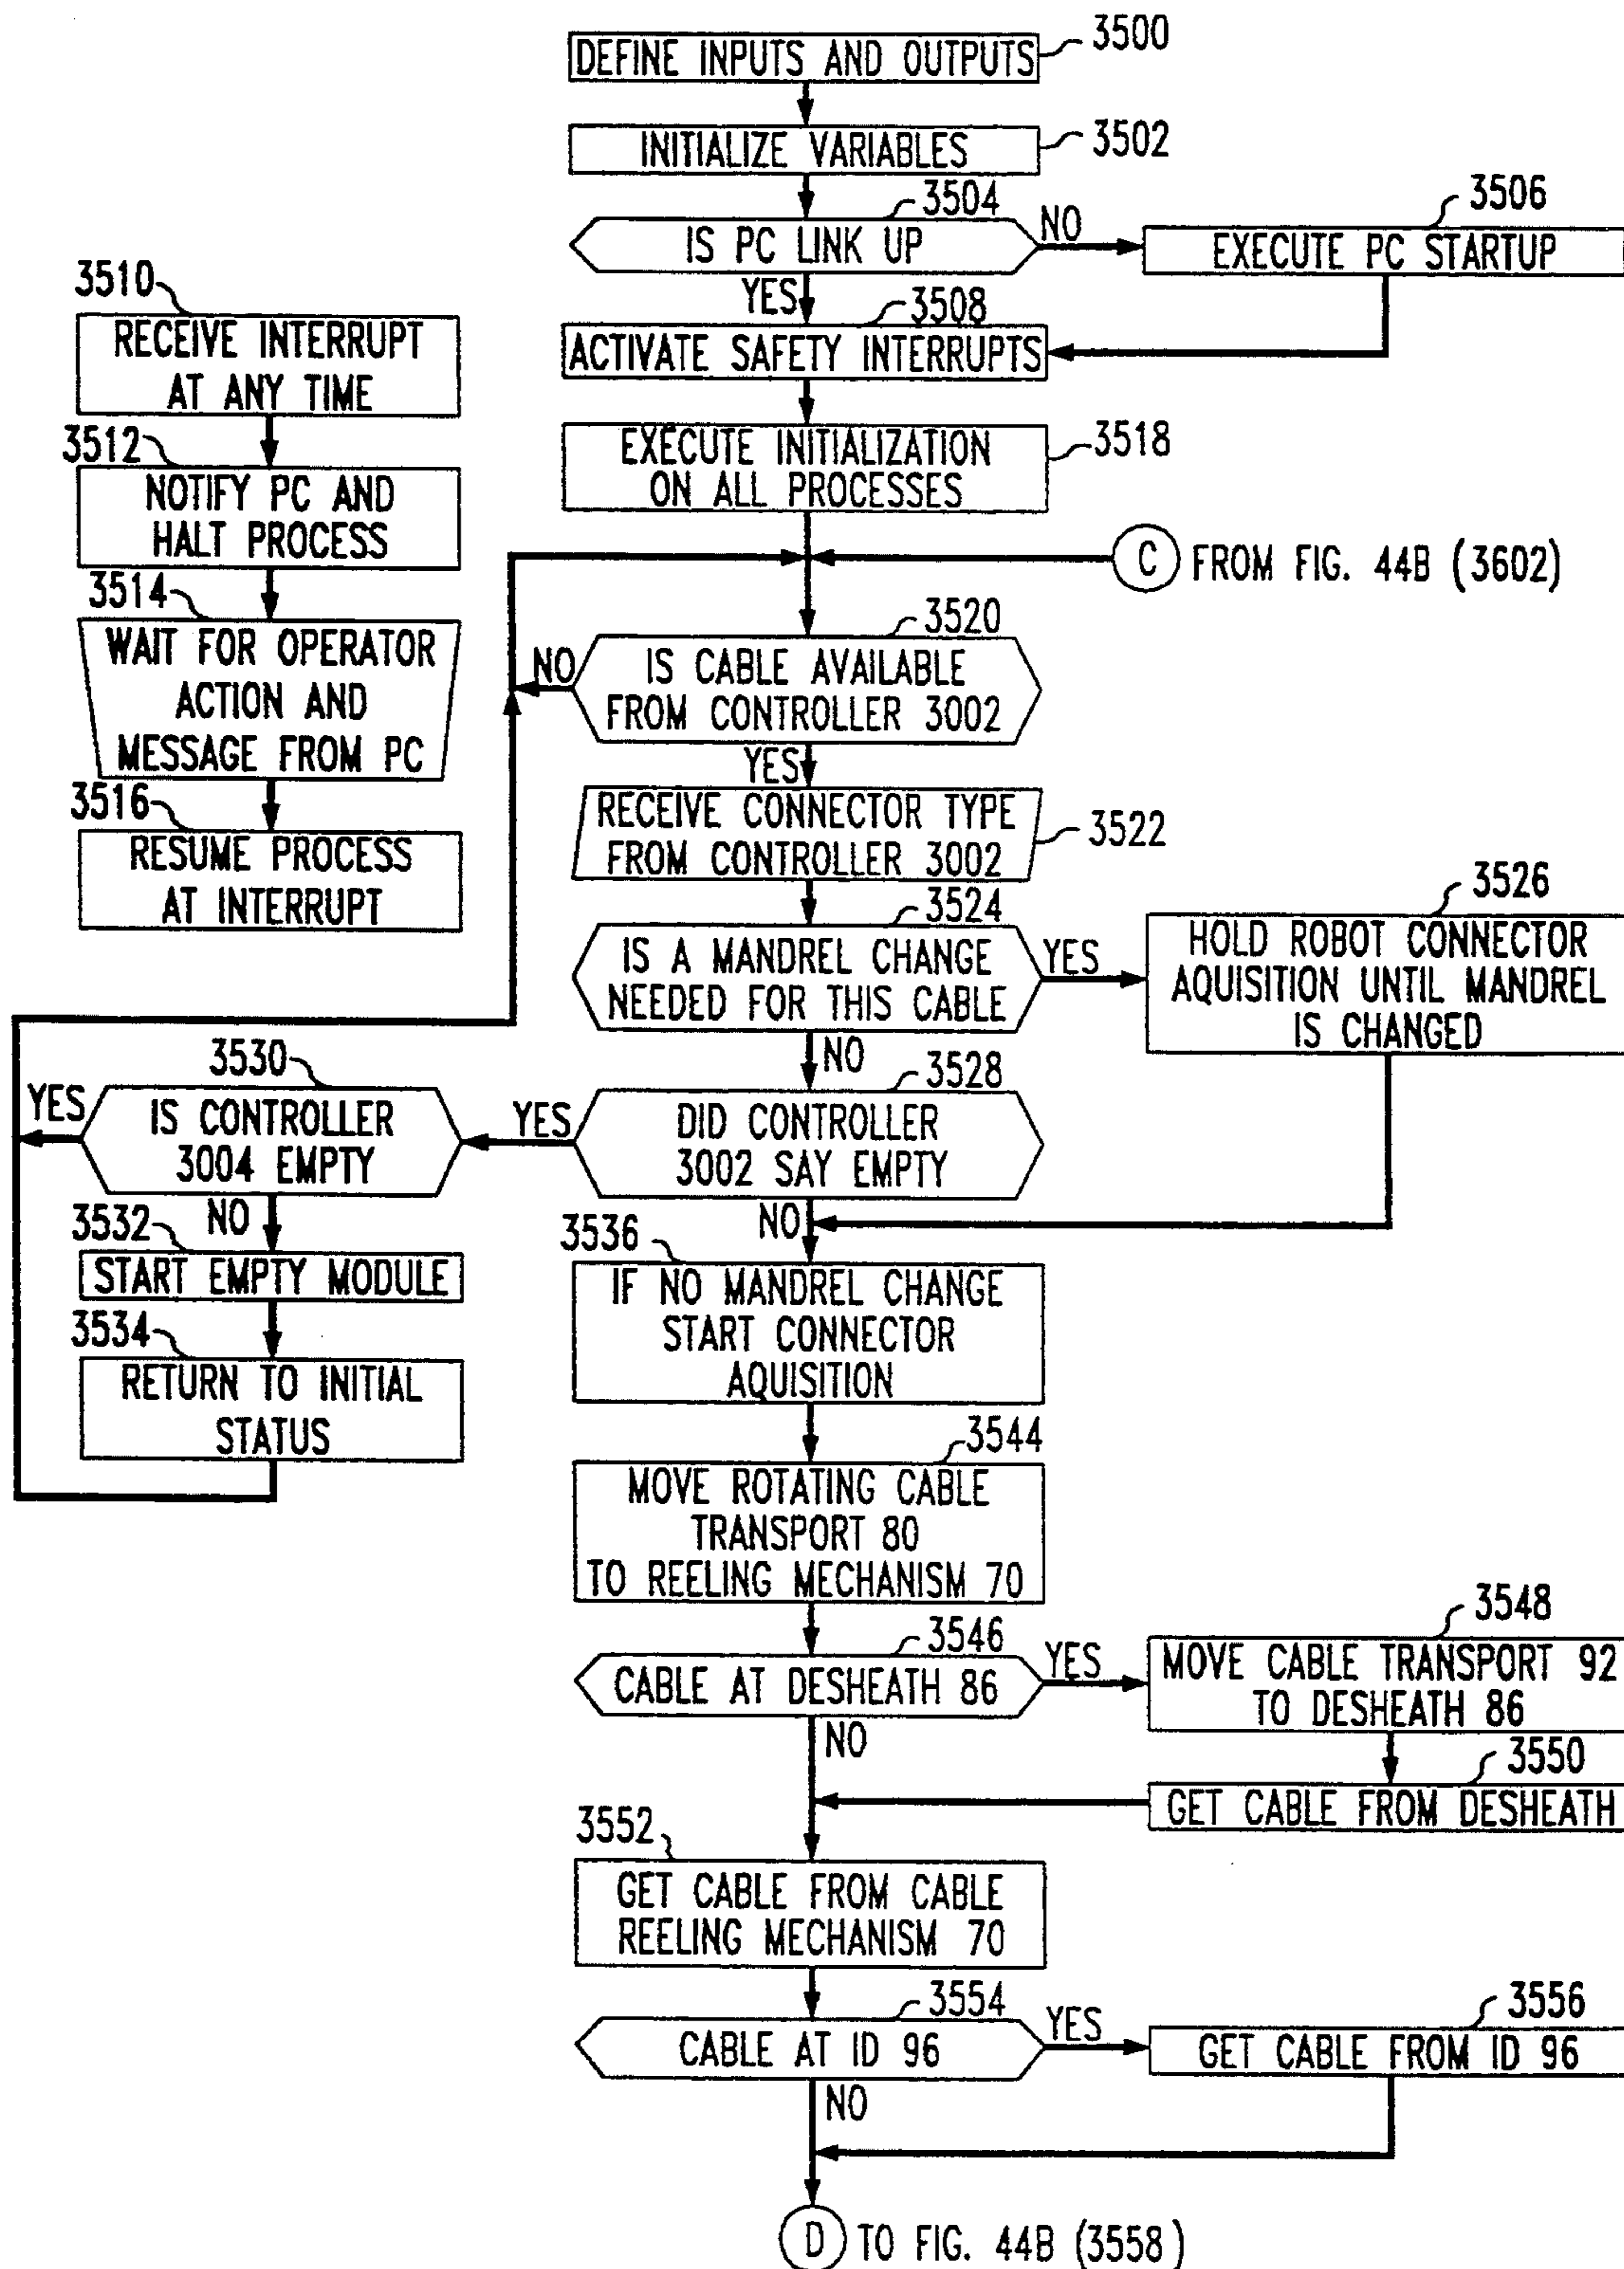 3500
DEFINE INPUTS AND OUTPUTS
INITIALIZE VARIABLES
3502
3504
IS PC LINK UP
NO
3506
EXECUTE PC STARTUP
YES
3508
ACTIVATE SAFETY INTERRUPTS
3510
RECEIVE INTERRUPT
AT ANY TIME
3512
NOTIFY PC AND
HALT PROCESS
3514
WAIT FOR OPERATOR
ACTION AND
MESSAGE FROM PC
3516
RESUME PROCESS
AT INTERRUPT
EXECUTE INITIALIZATION
ON ALL PROCESSES
3518
C FROM FIG. 44B (3602)
3520
IS CABLE AVAILABLE
FROM CONTROLLER 3002
NO
YES
RECEIVE CONNECTOR TYPE
FROM CONTROLLER 3002
3522
3524
IS A MANDREL CHANGE
NEEDED FOR THIS CABLE
YES
3526
HOLD ROBOT CONNECTOR
AQUISITION UNTIL MANDREL
IS CHANGED
NO
3528
DID CONTROLLER
3002 SAY EMPTY
YES
3530
IS CONTROLLER
3004 EMPTY
YES
NO
3532
START EMPTY MODULE
3534
RETURN TO INITIAL
STATUS
NO
3536
IF NO MANDREL CHANGE
START CONNECTOR
AQUISITION
3544
MOVE ROTATING CABLE
TRANSPORT 80
TO REELING MECHANISM 70
3546
CABLE AT DESHEATH 86
YES
3548
MOVE CABLE TRANSPORT 92
TO DESHEATH 86
NO
3550
GET CABLE FROM DESHEATH
3552
GET CABLE FROM CABLE
REELING MECHANISM 70
3554
CABLE AT ID 96
YES
3556
GET CABLE FROM ID 96
NO
D TO FIG. 44B (3558)